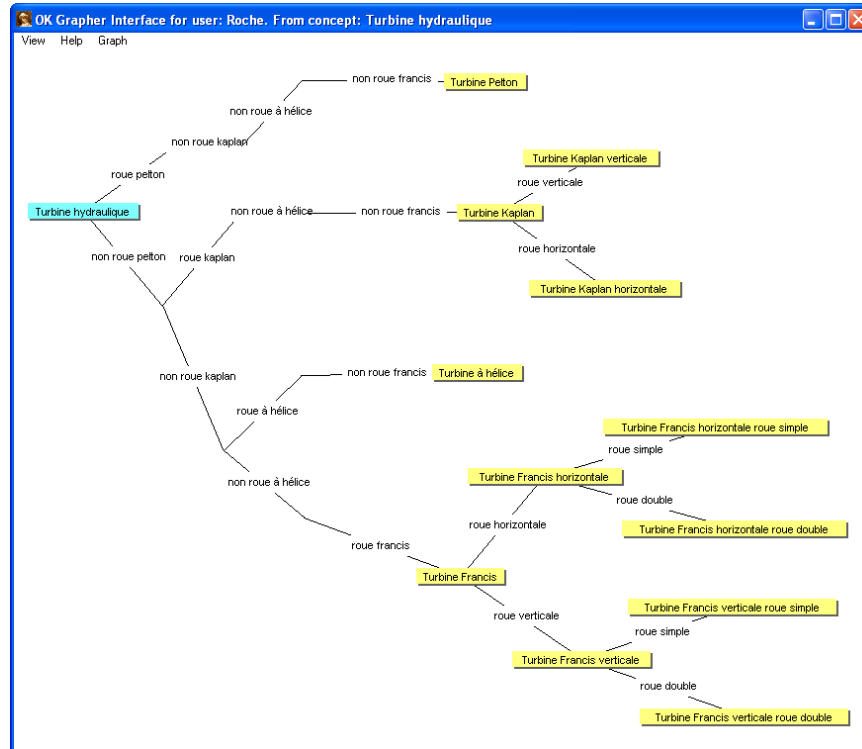 OK Grapher Interface for user: Roche. From concept: Turbine hydraulique
View Help Graph
non roue francis
Turbine Pelton
non roue à hélice
non roue kaplan
roue pelton
Turbine hydraulique
Turbine Kaplan verticale
roue verticale
non roue à hélice
non roue francis
Turbine Kaplan
non roue pelton
roue kaplan
roue horizontale
Turbine Kaplan horizontale
non roue kaplan
non roue francis
Turbine à hélice
roue à hélice
Turbine Francis horizontale roue simple
roue simple
Turbine Francis horizontale
non roue à hélice
roue double
roue horizontale
Turbine Francis horizontale roue double
roue francis
Turbine Francis
Turbine Francis verticale roue simple
roue verticale
roue simple
Turbine Francis verticale
roue double
Turbine Francis verticale roue double